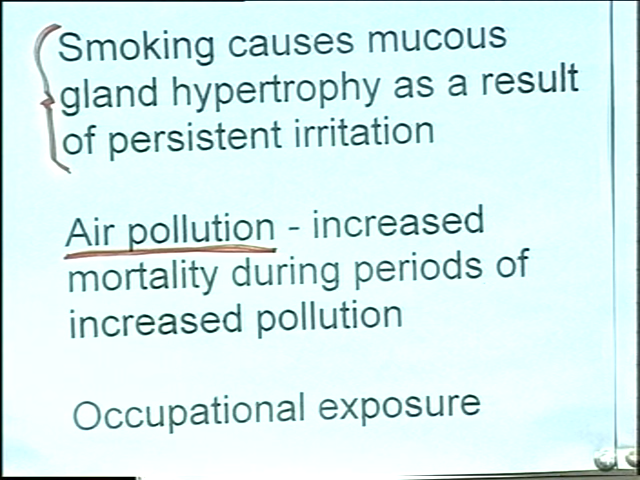 Smoking causes mucous
gland hypertrophy as a result
of persistent irritation
Air pollution - increased
mortality during periods of
increased pollution
Occupational exposure